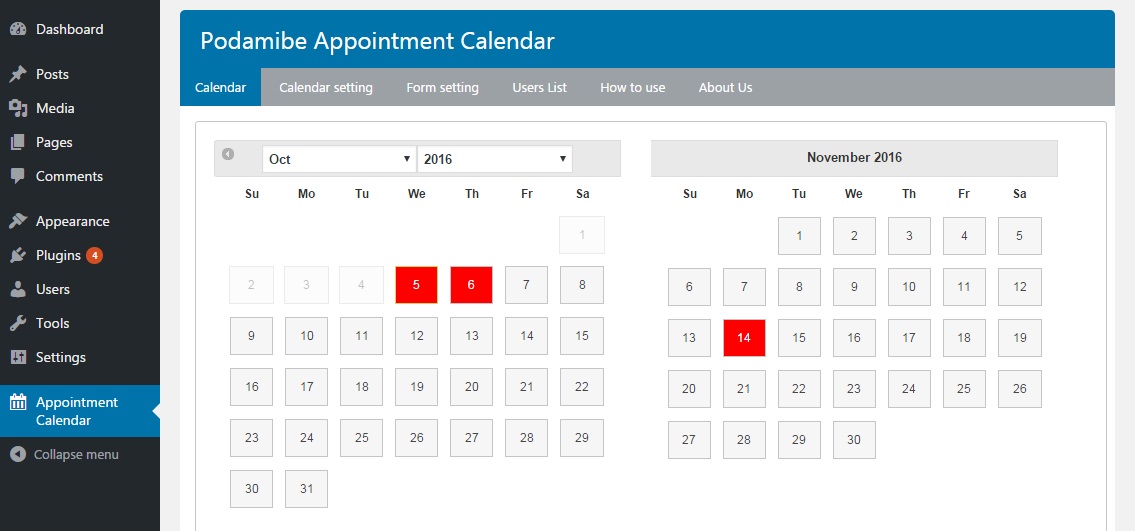 Dashboard
Posts
Media
Pages
Comments
Appearance
Plugins 4
Users
Tools
Settings
Appointment
Calendar
Collapse menu
Podamibe Appointment Calendar
Calendar Calendar setting Form setting Users List How to use About Us
Oct 2016
Su Mo Tu We Th Fr Sa
1
2 3 4 5 6 7 8
9 10 11 12 13 14 15
16 17 18 19 20 21 22
23 24 25 26 27 28 29
30 31
November 2016
Su Mo Tu We Th Fr Sa
1 2 3 4 5
6 7 8 9 10 11 12
13 14 15 16 17 18 19
20 21 22 23 24 25 26
27 28 29 30